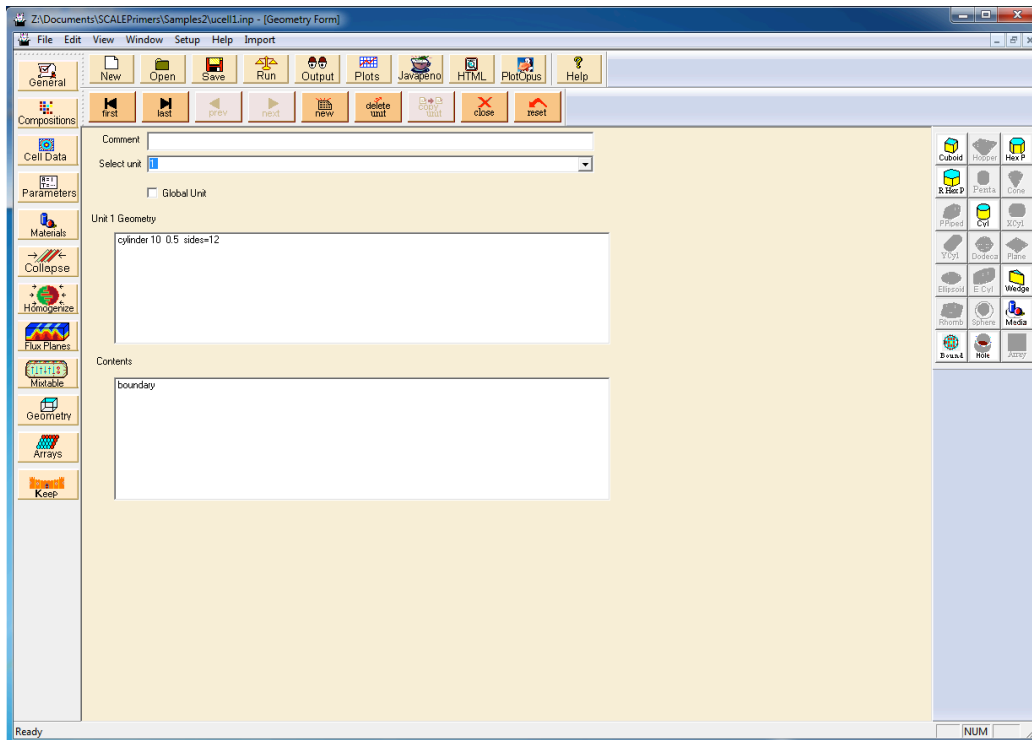 Z:\Documents\SCALEPrimers\Samples2\ucell1.inp - [Geometry Form]
File Edit View Window Setup Help Import
General
New Open Save Run Output Plots Javapeno HTML PlotOpus Help
Compositions
first last prev next new delete unit copy unit close reset
Cell Data
Parameters
Materials
Collapse
Homogenize
Flux Planes
Mixtable
Geometry
Arrays
Keep
Comment
Select unit 1
Global Unit
Unit 1 Geometry
cylinder 10 0.5 sides=12
Contents
boundary
Cuboid Hopper Hex P
R Hex P Penta Cone
PPiped Cyl XCyl
YCyl Dodeca Plane
Elipsoid E Cyl Wedge
Rhomb Sphere Media
Bound Hole Array
Ready
NUM